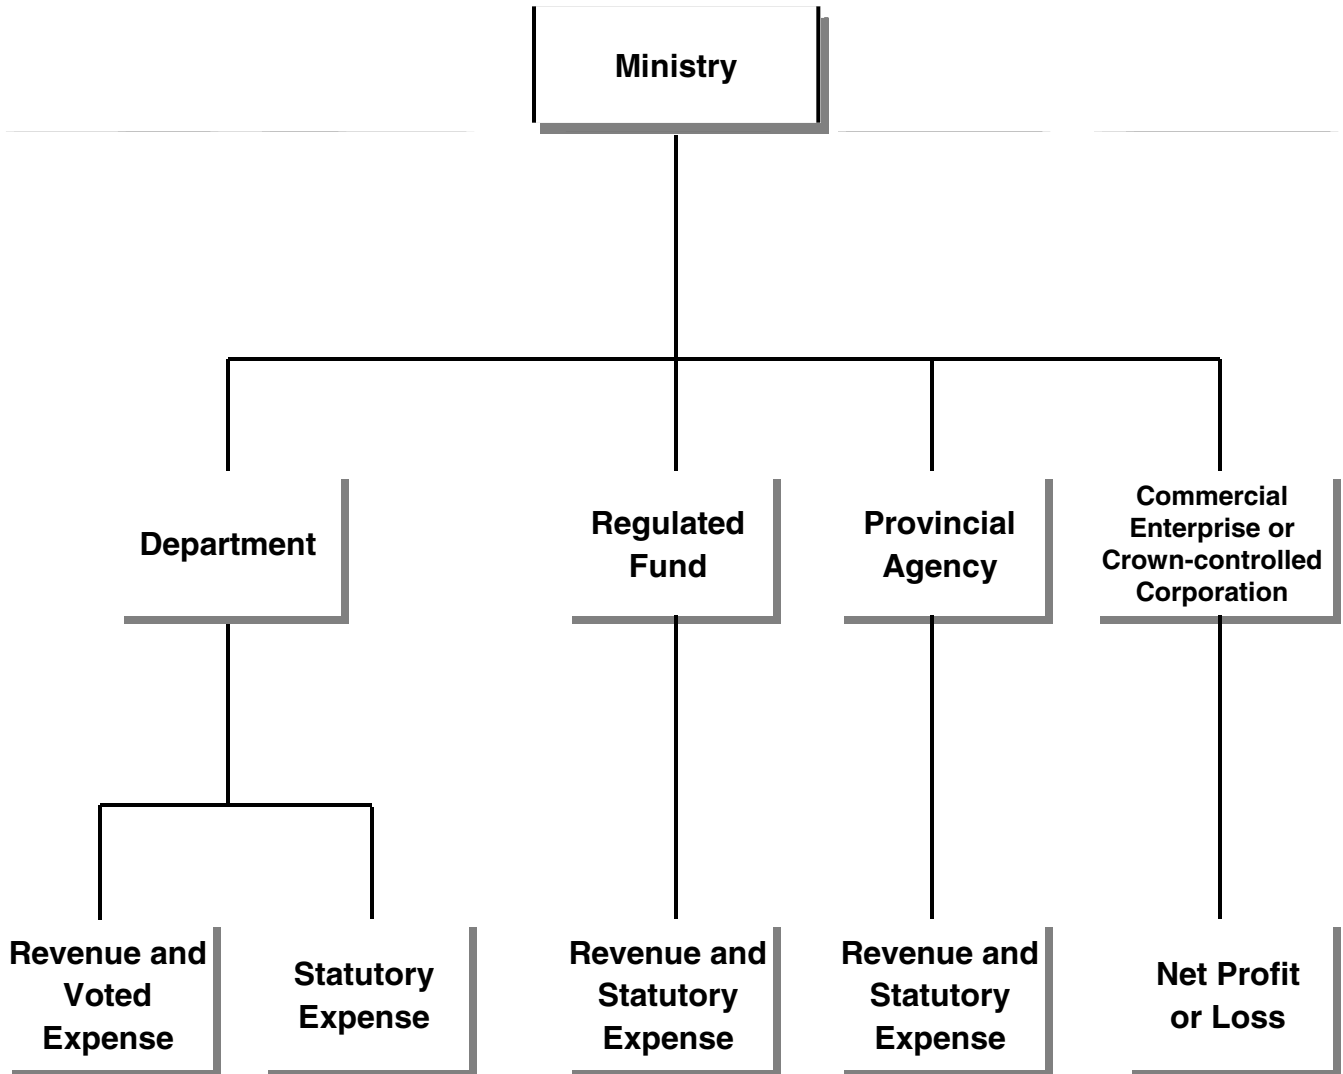 Ministry
Department
Regulated
Fund
Provincial
Agency
Commercial
Enterprise or
Crown-controlled
Corporation
Revenue and
Voted
Expense
Statutory
Expense
Revenue and
Statutory
Expense
Revenue and
Statutory
Expense
Net Profit
or Loss